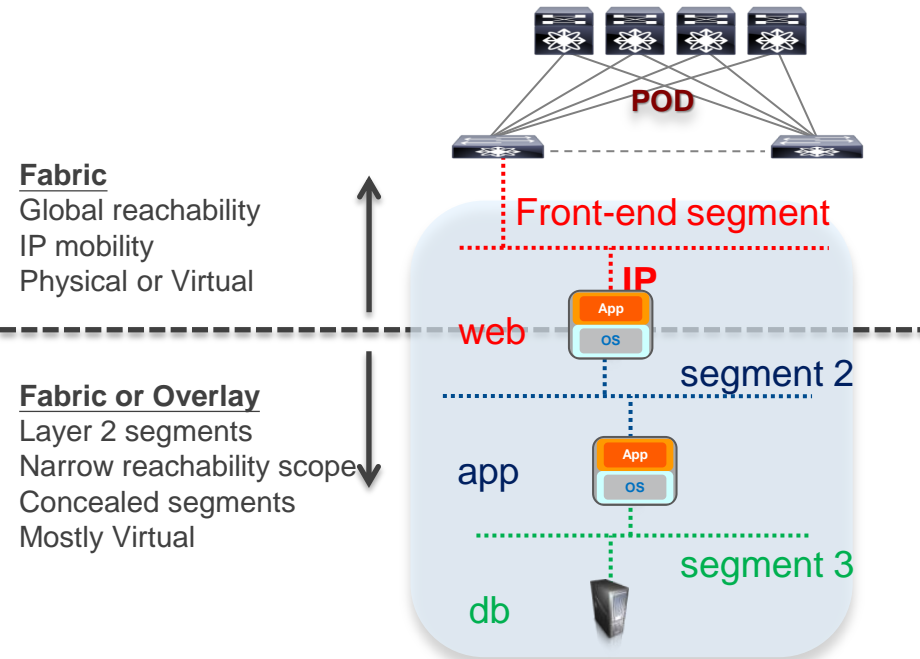 POD
Fabric
Global reachability
IP mobility
Physical or Virtual
Front-end segment
IP
App
OS
web
segment 2
Fabric or Overlay
Layer 2 segments
Narrow reachability scope
Concealed segments
Mostly Virtual
App
OS
app
segment 3
db